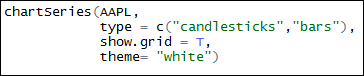 chartSeries(AAPL,
            type = c("candlesticks","bars"),
            show.grid = T,
            theme= "white")